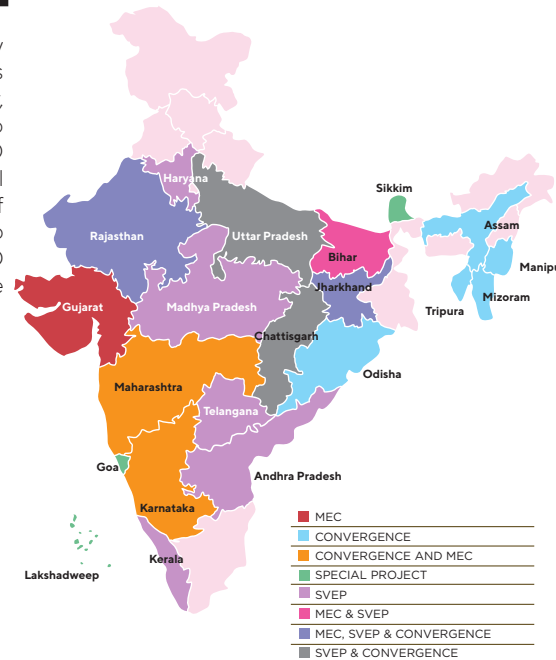 Haryana
Sikkim
Rajasthan
Uttar Pradesh
Assam
Bihar
Manipu
Jharkhand
Gujarat
Madhya Pradesh
Mizoram
Tripura
Chattisgarh
Odisha
Maharashtra
Telangana
Goa
Andhra Pradesh
Karnataka
Kerala
Lakshadweep
MEC
CONVERGENCE
CONVERGENCE AND MEC
SPECIAL PROJECT
SVEP
MEC & SVEP
MEC, SVEP & CONVERGENCE
SVEP & CONVERGENCE